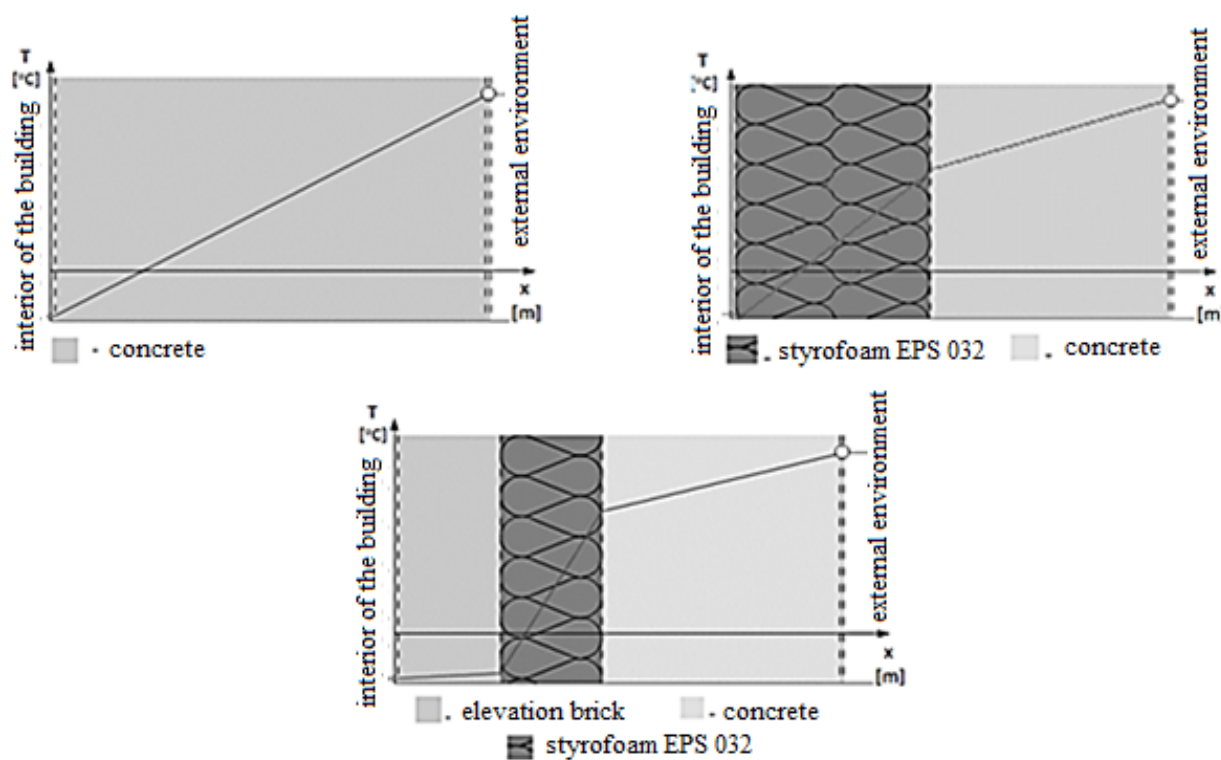 T
[°C]
interior of the building
external environment
x
[m]
- concrete
T
[°C]
interior of the building
external environment
x
[m
. styrofoam EPS 032
. concrete
T
[°C]
interior of the building
external environment
x
[m]
. elevation brick
- concrete
styrofoam EPS 032